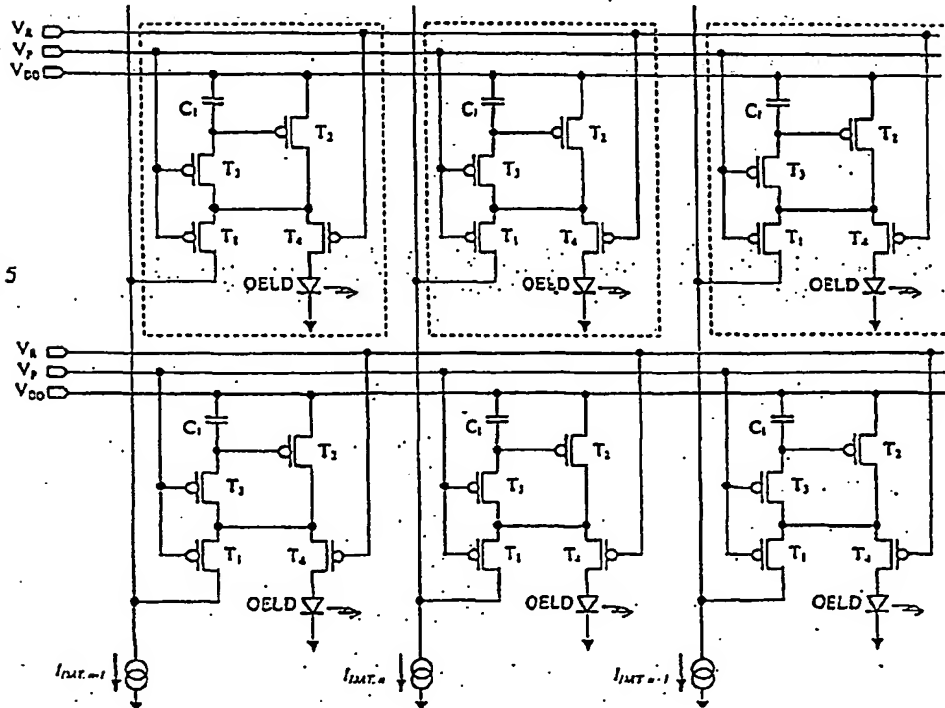 V_R
V_P
V_DD
C_1 T_2 C_1 T_2 C_1 T_2
T_3 T_3 T_3
T_1 T_4 T_1 T_4 T_1 T_4
5
OELD OELD OELD
V_R
V_P
V_DD
C_1 T_2 C_1 T_2 C_1 T_2
T_3 T_3 T_3
T_1 T_4 T_1 T_4 T_1 T_4
OELD OELD OELD
I_DAT,n-1 I_DAT,n